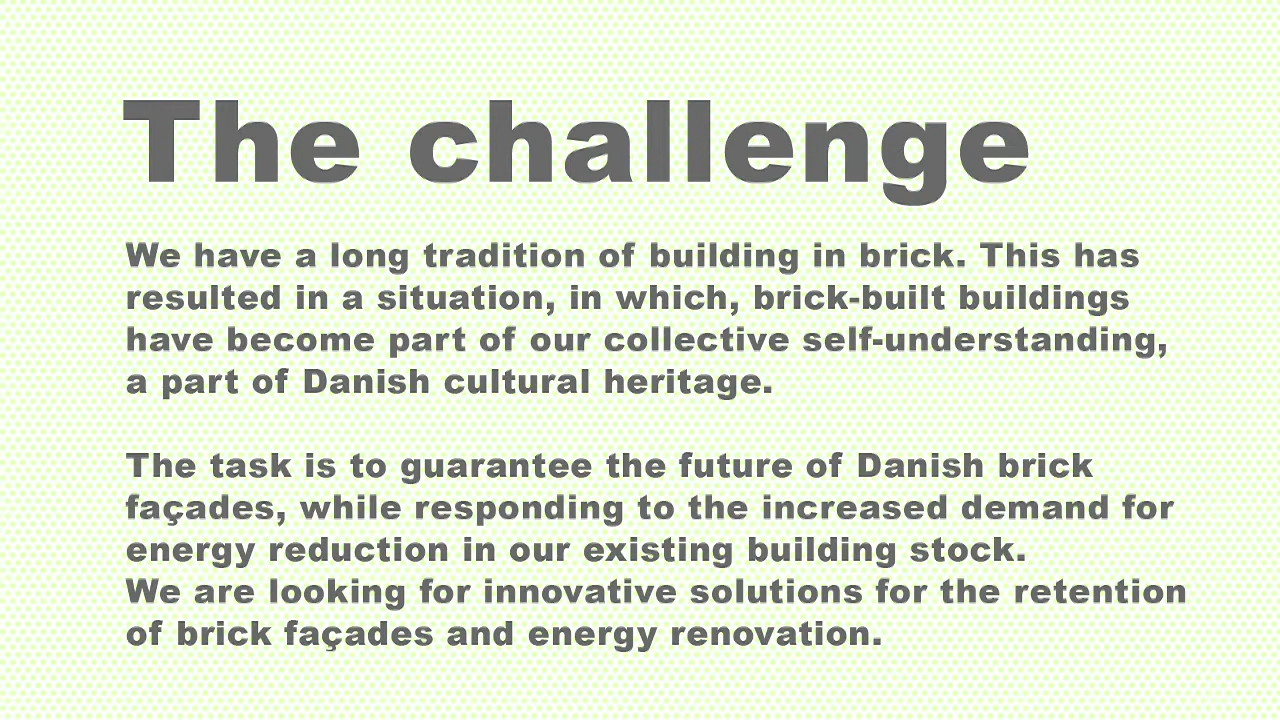 The challenge
We have a long tradition of building in brick. This has
resulted in a situation, in which, brick-built buildings
have become part of our collective self-understanding,
a part of Danish cultural heritage.
The task is to guarantee the future of Danish brick
façades, while responding to the increased demand for
energy reduction in our existing building stock.
We are looking for innovative solutions for the retention
of brick façades and energy renovation.